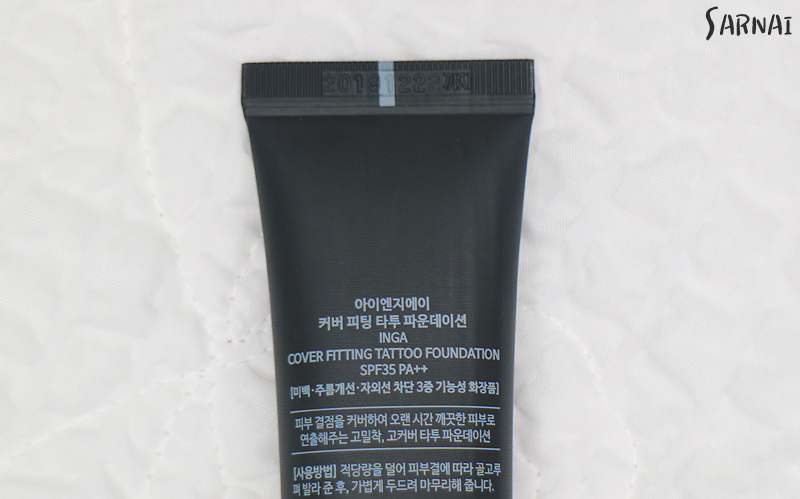 SARNAI
20191222
아이엔지에이
커버 피팅 타투 파운데이션
INGA
COVER FITTING TATTOO FOUNDATION
SPF35 PA++
[미백·주름개선·자외선 차단 3중 기능성 화장품]
피부 결점을 커버하여 오랜 시간 깨끗한 피부로
연출해주는 고밀착, 고커버 타투 파운데이션
[사용방법] 적당량을 덜어 피부결에 따라 골고루
펴 발라 준 후, 가볍게 두드려 마무리해 줍니다.